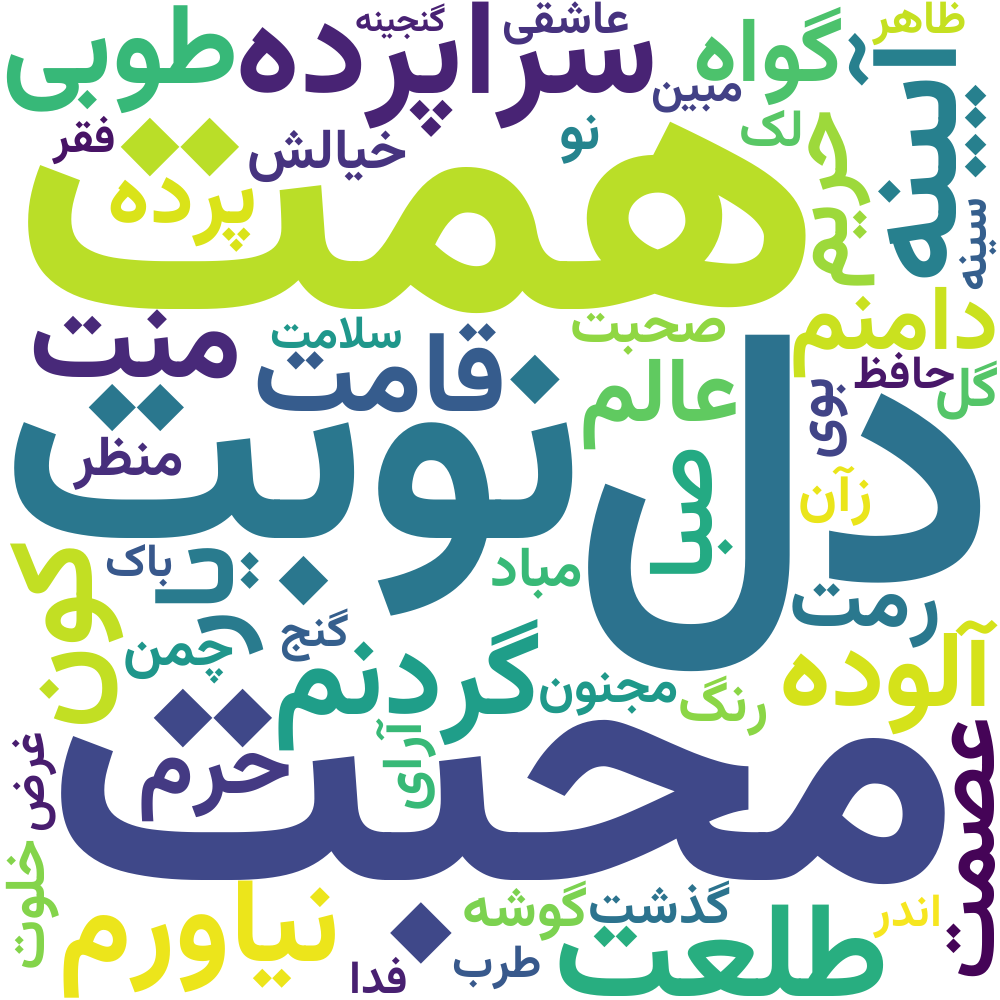 عاشقی
گنجینه
ظاهر
سراپرده
طوبی
گواه
آیینه
مبین
لک
نو
خیالش
فقر
حریم
همت
پرده
سینه
دامنم
منت
سلامت
صحبت
قامت
عالم
حافظ
گل
بوی
دل
نوبت
منظر
صبا
زآن
کون
یار
باک
مباد
رمت
گنج
چمن
گردنم
مجنون
رنگ
آلوده
آرای
حرم
غرض
محبت
عصمت
خلوت
نیاورم
گوشه
گذشت
اندر
طلعت
طرب
فدا